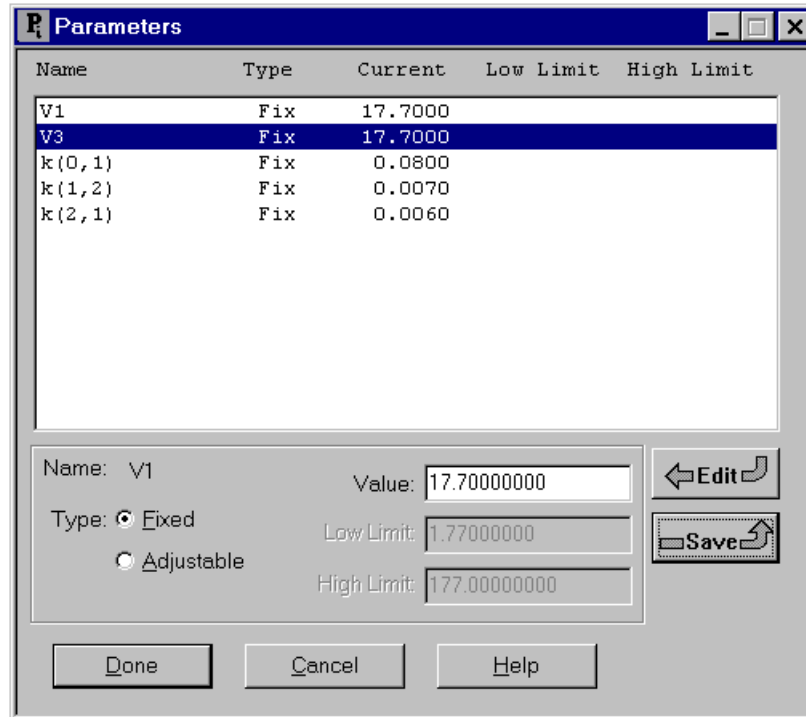 Pi Parameters
Name Type Current Low Limit High Limit
V1 Fix 17.7000
V3 Fix 17.7000
k(0,1) Fix 0.0800
k(1,2) Fix 0.0070
k(2,1) Fix 0.0060
Name: V1
Value: 17.70000000
Edit
Type: Fixed
Low Limit: 1.77000000
Save
Adjustable
High Limit: 177.00000000
Done Cancel Help